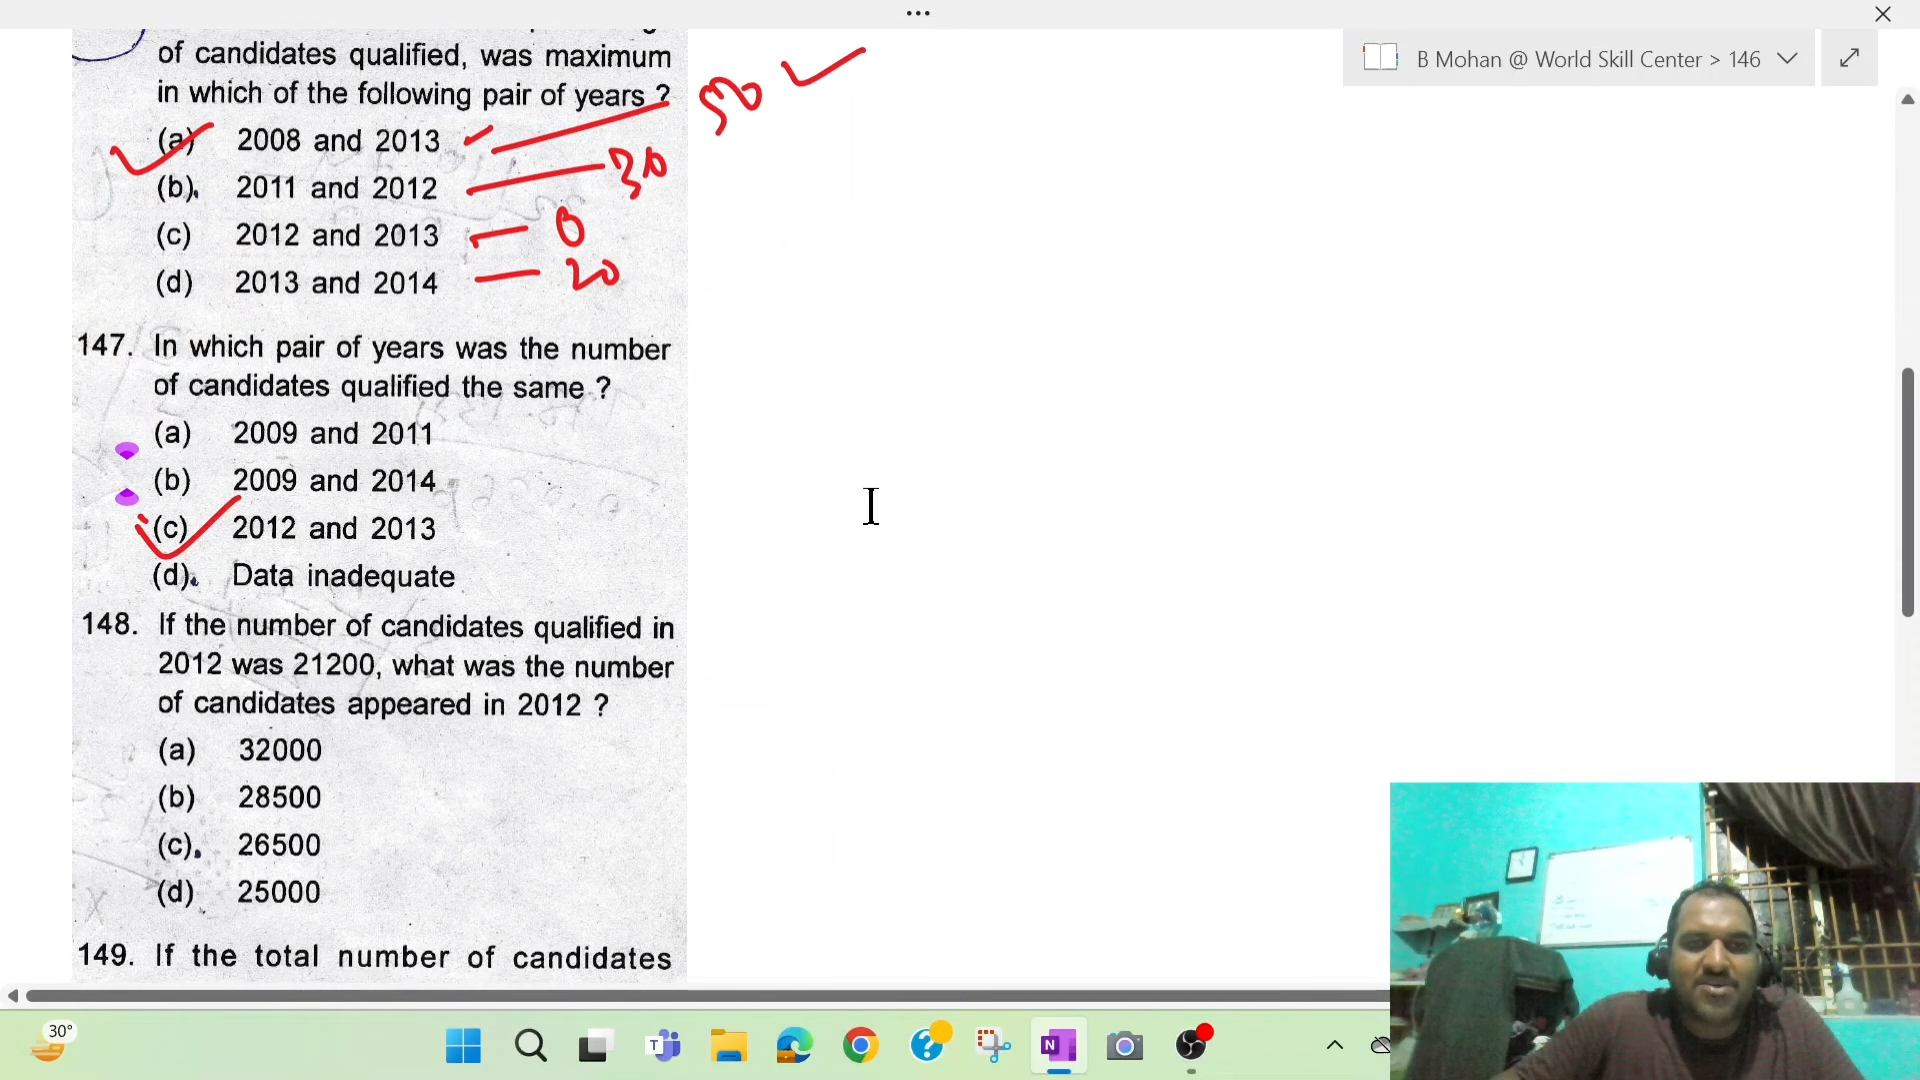 B Mohan @ World Skill Center > 146
of candidates qualified, was maximum
in which of the following pair of years ?
50
(a) 2008 and 2013
(b). 2011 and 2012
30
(c) 2012 and 2013
0
(d) 2013 and 2014
20
147. In which pair of years was the number
of candidates qualified the same ?
(a) 2009 and 2011
(b) 2009 and 2014
(c) 2012 and 2013
(d). Data inadequate
148. If the number of candidates qualified in
2012 was 21200, what was the number
of candidates appeared in 2012 ?
(a) 32000
(b) 28500
(c). 26500
(d) 25000
149. If the total number of candidates
30°
T
N